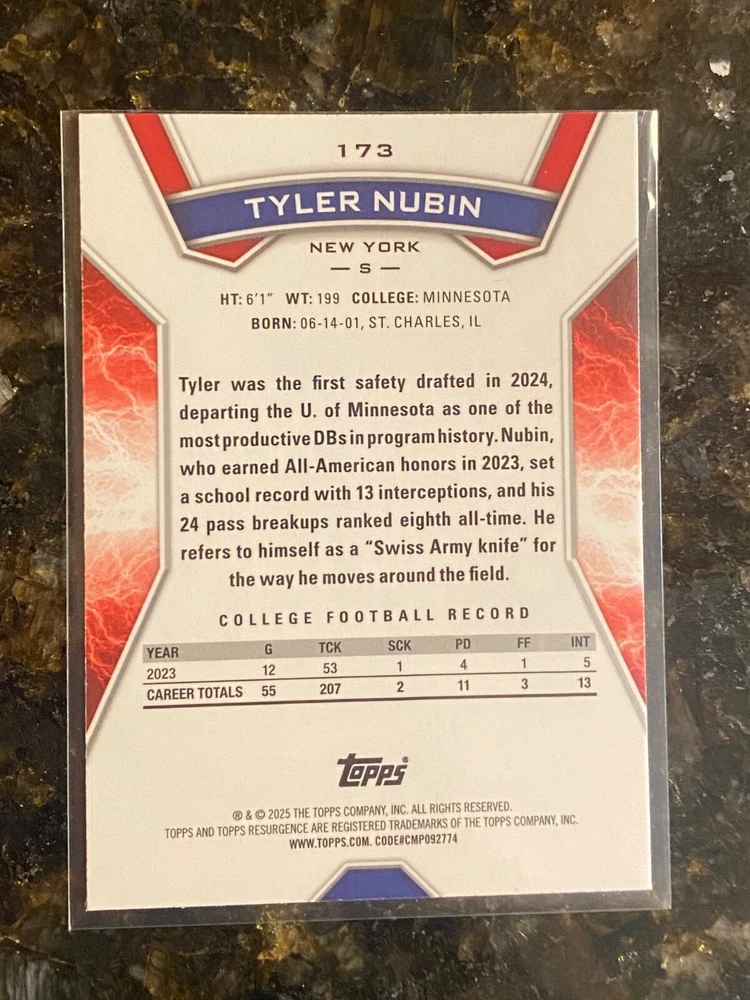 173
TYLER NUBIN
NEW YORK
— S —
HT: 6'1" WT: 199 COLLEGE: MINNESOTA
BORN: 06-14-01, ST. CHARLES, IL
Tyler was the first safety drafted in 2024,
departing the U. of Minnesota as one of the
most productive DBs in program history. Nubin,
who earned All-American honors in 2023, set
a school record with 13 interceptions, and his
24 pass breakups ranked eighth all-time. He
refers to himself as a “Swiss Army knife” for
the way he moves around the field.
COLLEGE FOOTBALL RECORD
YEAR G TCK SCK PD FF INT
2023 12 53 1 4 1 5
CAREER TOTALS 55 207 2 11 3 13
topps®
® & © 2025 THE TOPPS COMPANY, INC. ALL RIGHTS RESERVED.
TOPPS AND TOPPS RESURGENCE ARE REGISTERED TRADEMARKS OF THE TOPPS COMPANY, INC.
WWW.TOPPS.COM. CODE#CMP092774